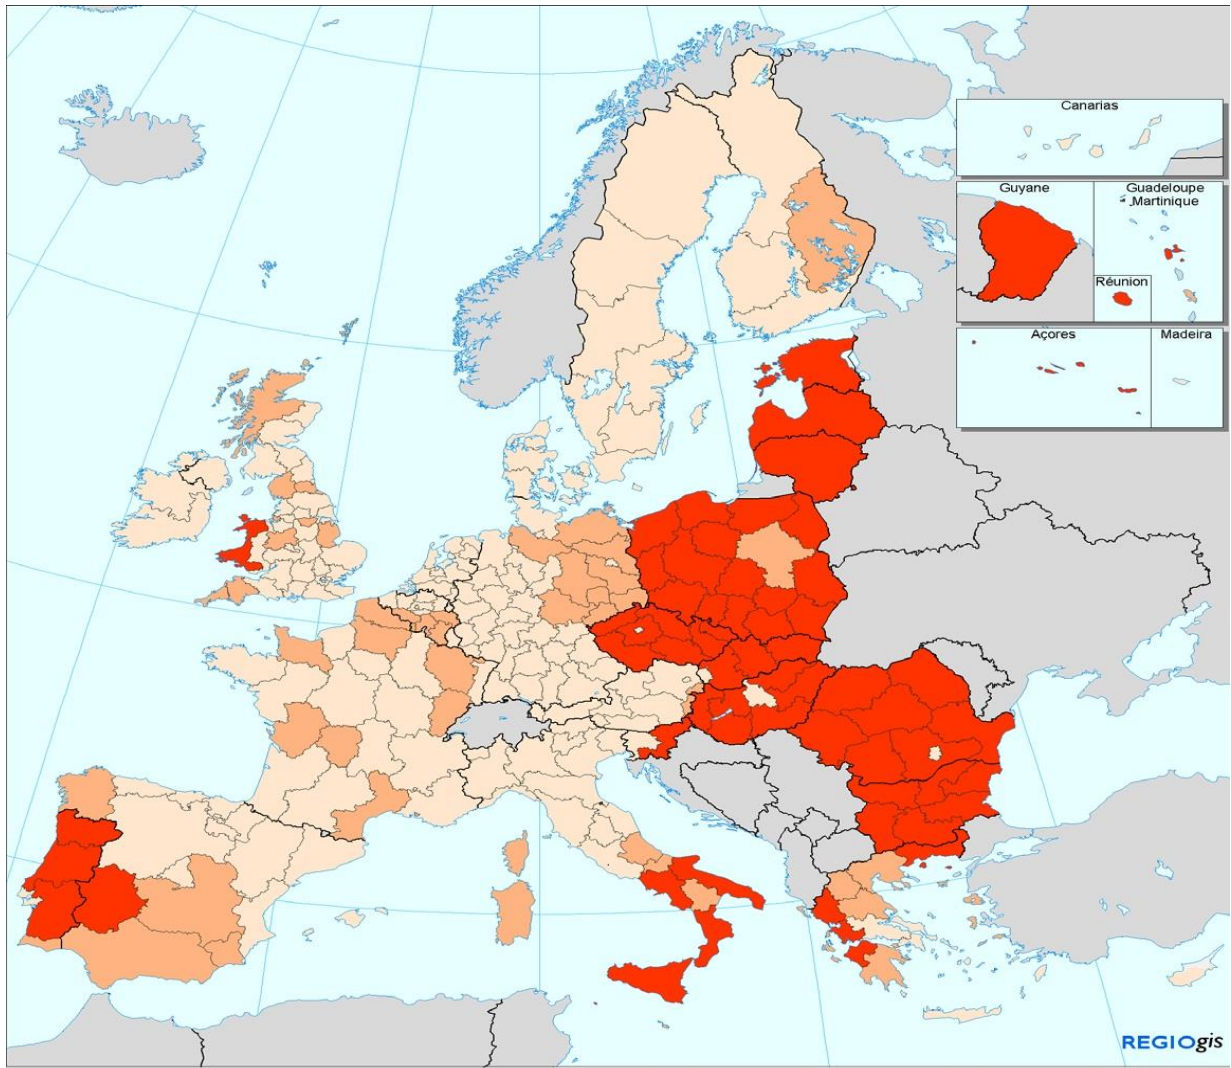 Canarias
Guyane
Guadeloupe
Martinique
Réunion
Açores
Madeira
REGIOgis